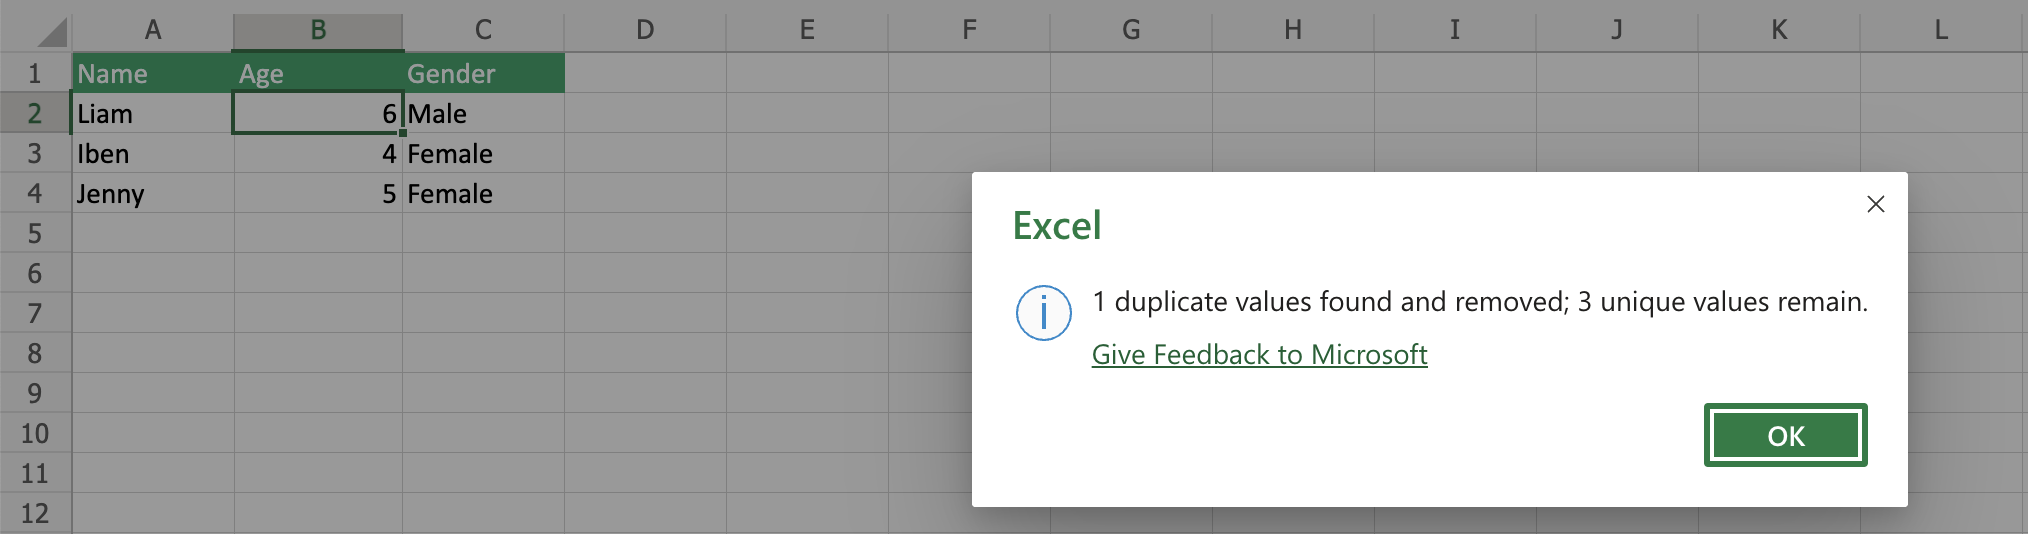 A B C D E F G H I J K L
1 Name Age Gender
2 Liam 6 Male
3 Iben 4 Female
4 Jenny 5 Female
5
6
7
8
9
10
11
12
Excel
1 duplicate values found and removed; 3 unique values remain.
Give Feedback to Microsoft
OK